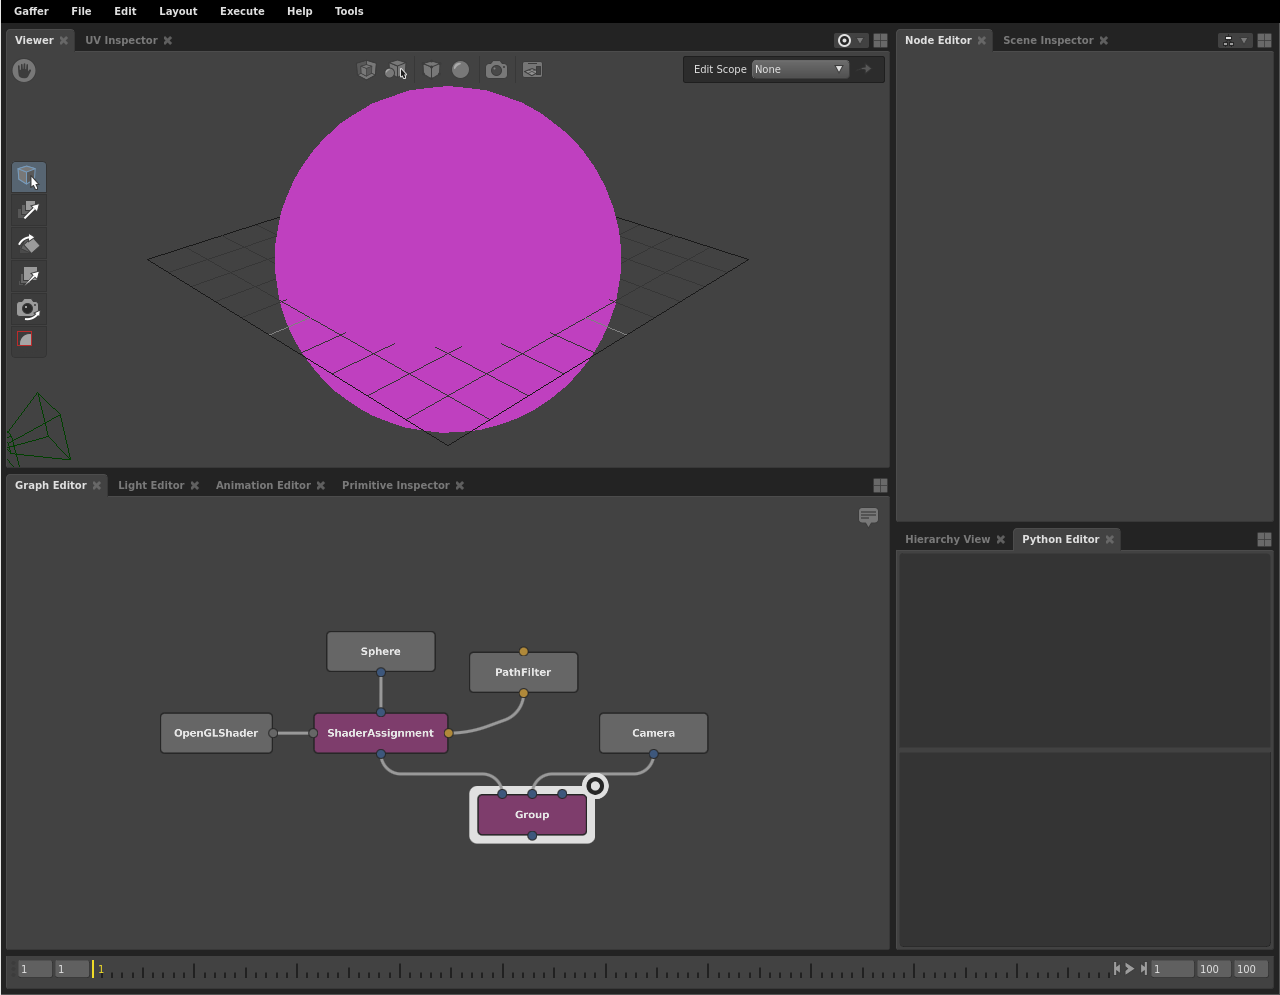 Gaffer File Edit Layout Execute Help Tools
Viewer UV Inspector
Node Editor Scene Inspector
Edit Scope None
Graph Editor Light Editor Animation Editor Primitive Inspector
Hierarchy View Python Editor
Sphere
PathFilter
OpenGLShader
ShaderAssignment
Camera
Group
1 1 1 1 100 100